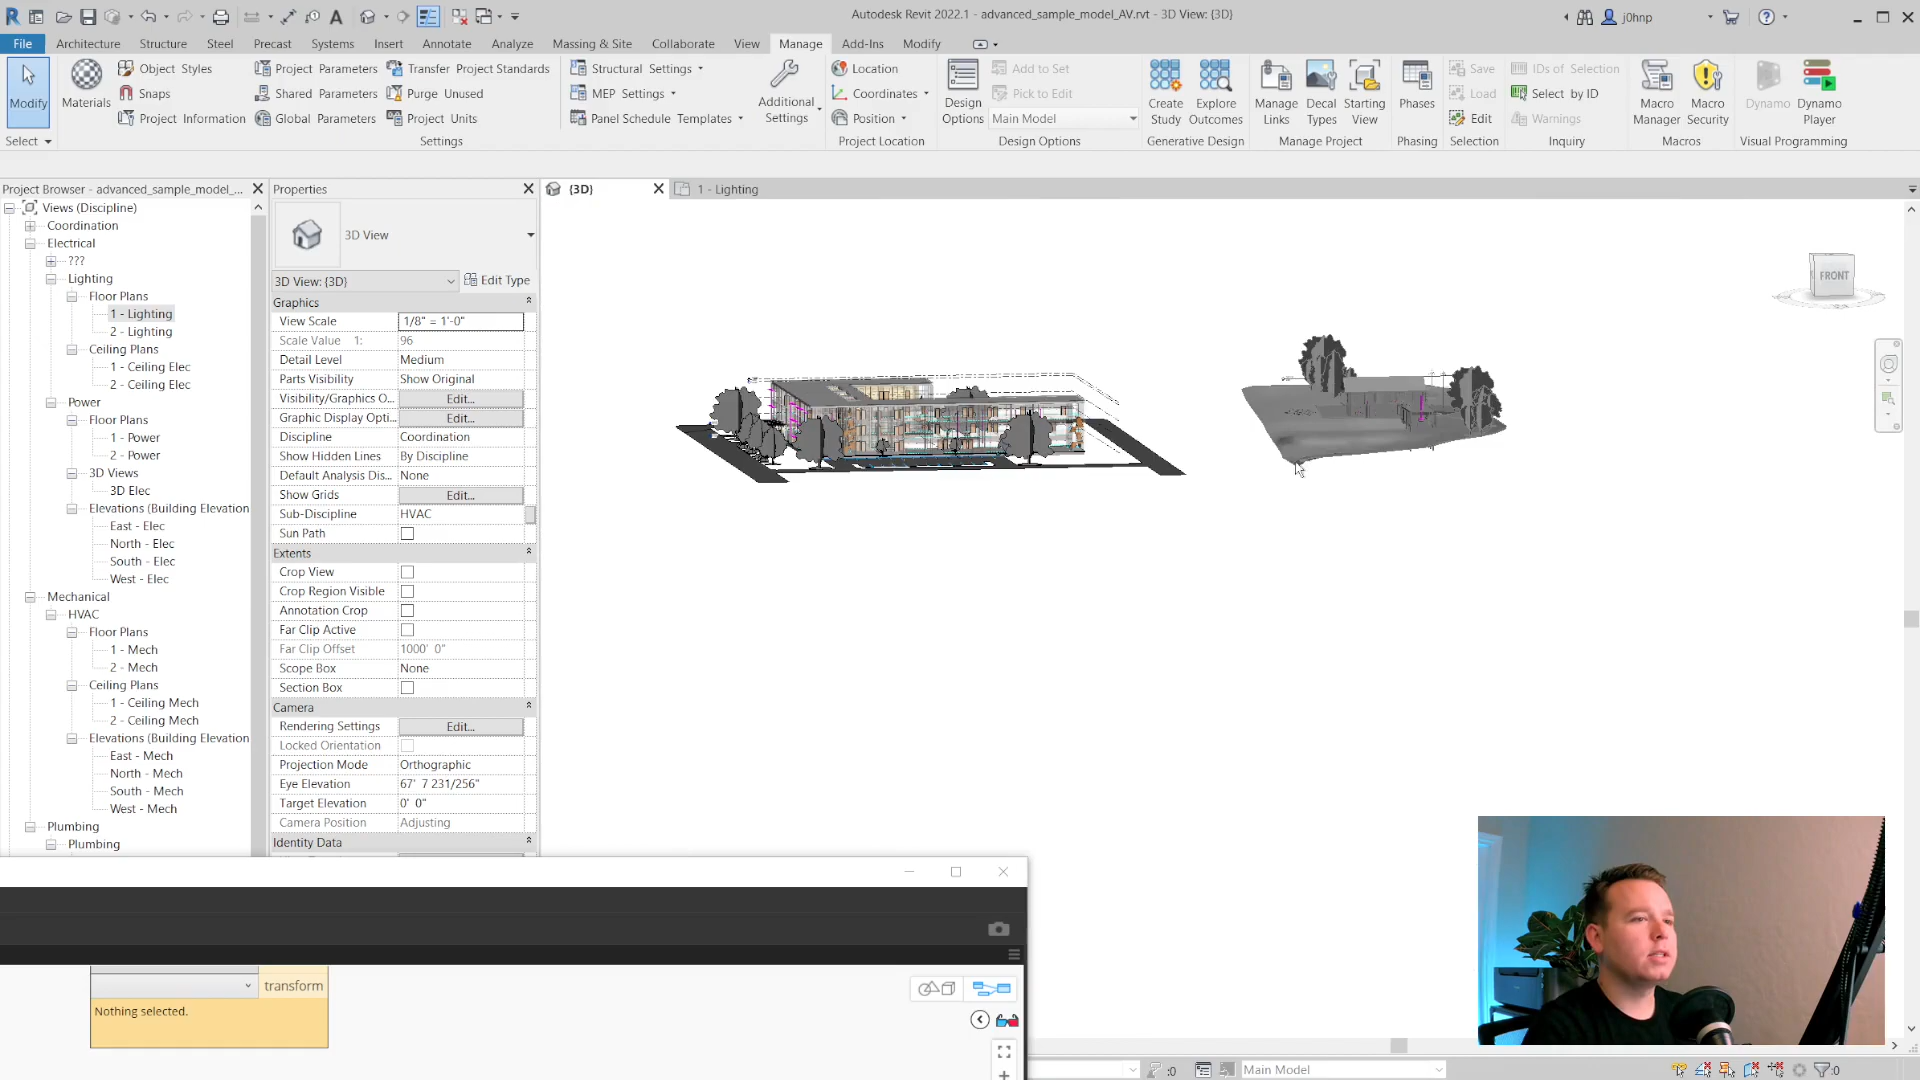 Autodesk Revit 2022.1 - advanced_sample_model_AV.rvt - 3D View: {3D}
j0hnp
File Architecture Structure Steel Precast Systems Insert Annotate Analyze Massing & Site Collaborate View Manage Add-Ins Modify
Modify
Select
Materials
Object Styles
Snaps
Project Information
Project Parameters
Shared Parameters
Global Parameters
Transfer Project Standards
Purge Unused
Project Units
Settings
Structural Settings
MEP Settings
Panel Schedule Templates
Additional Settings
Location
Coordinates
Position
Project Location
Design Options
Add to Set
Pick to Edit
Main Model
Design Options
Create Study
Explore Outcomes
Generative Design
Manage Links
Decal Types
Starting View
Manage Project
Phases
Phasing
Save
Load
Edit
Selection
IDs of Selection
Select by ID
Warnings
Inquiry
Macro Manager
Macro Security
Macros
Dynamo
Dynamo Player
Visual Programming
Project Browser - advanced_sample_model_...
Views (Discipline)
Coordination
Electrical
???
Lighting
Floor Plans
1 - Lighting
2 - Lighting
Ceiling Plans
1 - Ceiling Elec
2 - Ceiling Elec
Power
Floor Plans
1 - Power
2 - Power
3D Views
3D Elec
Elevations (Building Elevation
East - Elec
North - Elec
South - Elec
West - Elec
Mechanical
HVAC
Floor Plans
1 - Mech
2 - Mech
Ceiling Plans
1 - Ceiling Mech
2 - Ceiling Mech
Elevations (Building Elevation
East - Mech
North - Mech
South - Mech
West - Mech
Plumbing
Plumbing
Properties
3D View
3D View: {3D}
Edit Type
Graphics
View Scale 1/8" = 1'-0"
Scale Value 1: 96
Detail Level Medium
Parts Visibility Show Original
Visibility/Graphics O... Edit...
Graphic Display Opti... Edit...
Discipline Coordination
Show Hidden Lines By Discipline
Default Analysis Dis... None
Show Grids Edit...
Sub-Discipline HVAC
Sun Path
Extents
Crop View
Crop Region Visible
Annotation Crop
Far Clip Active
Far Clip Offset 1000' 0"
Scope Box None
Section Box
Camera
Rendering Settings Edit...
Locked Orientation
Projection Mode Orthographic
Eye Elevation 67' 7 231/256"
Target Elevation 0' 0"
Camera Position Adjusting
Identity Data
{3D}
1 - Lighting
FRONT
transform
Nothing selected.
:0
Main Model
:0